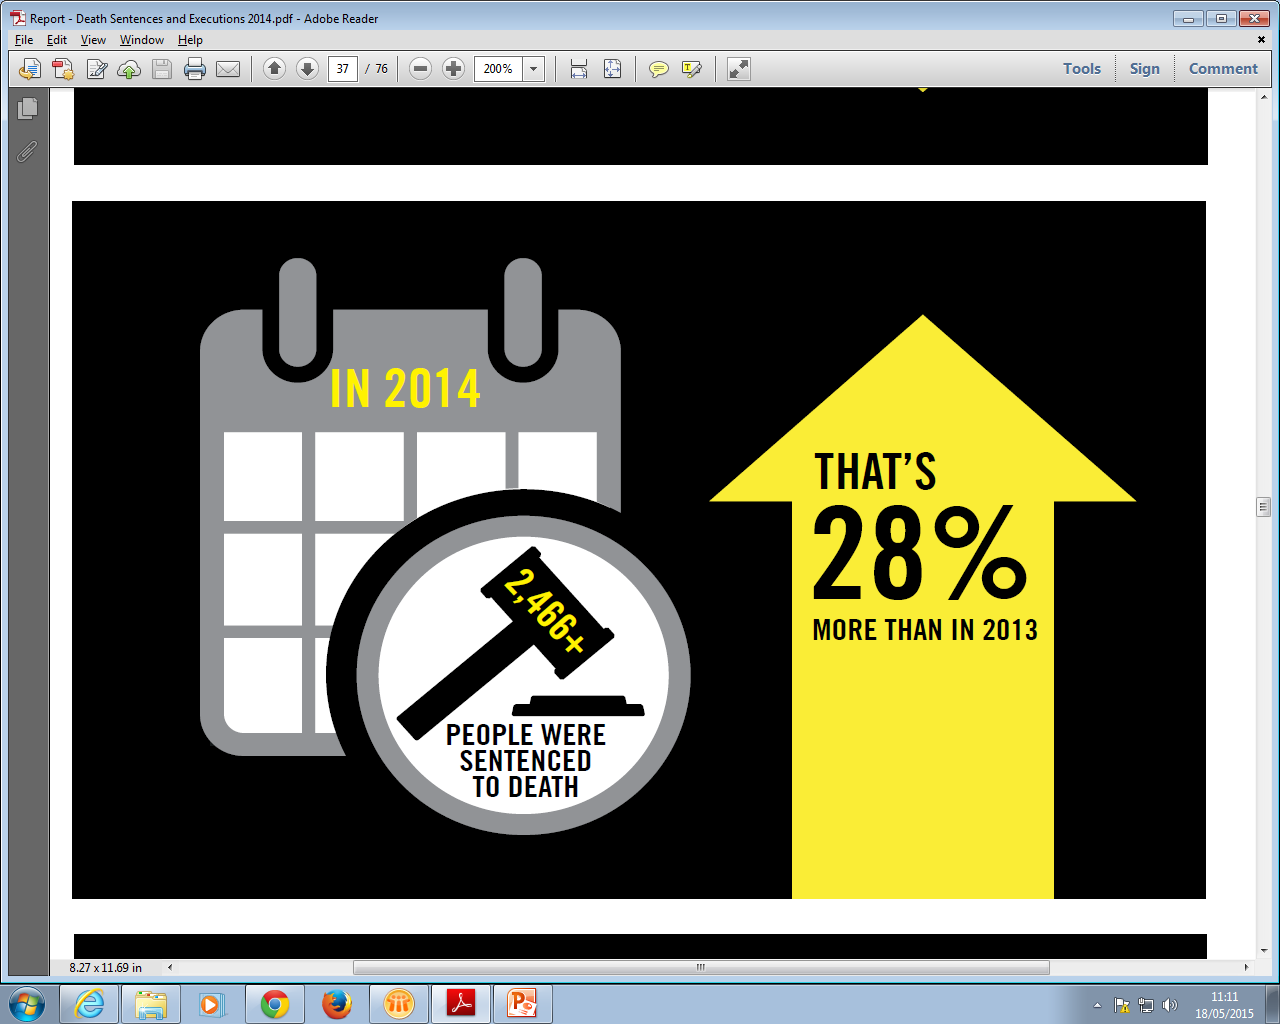 Report - Death Sentences and Executions 2014.pdf - Adobe Reader
File Edit View Window Help
37 / 76 200% Tools Sign Comment
IN 2014
2,466+
PEOPLE WERE
SENTENCED
TO DEATH
THAT'S
28%
MORE THAN IN 2013
8.27 x 11.69 in
11:11
18/05/2015